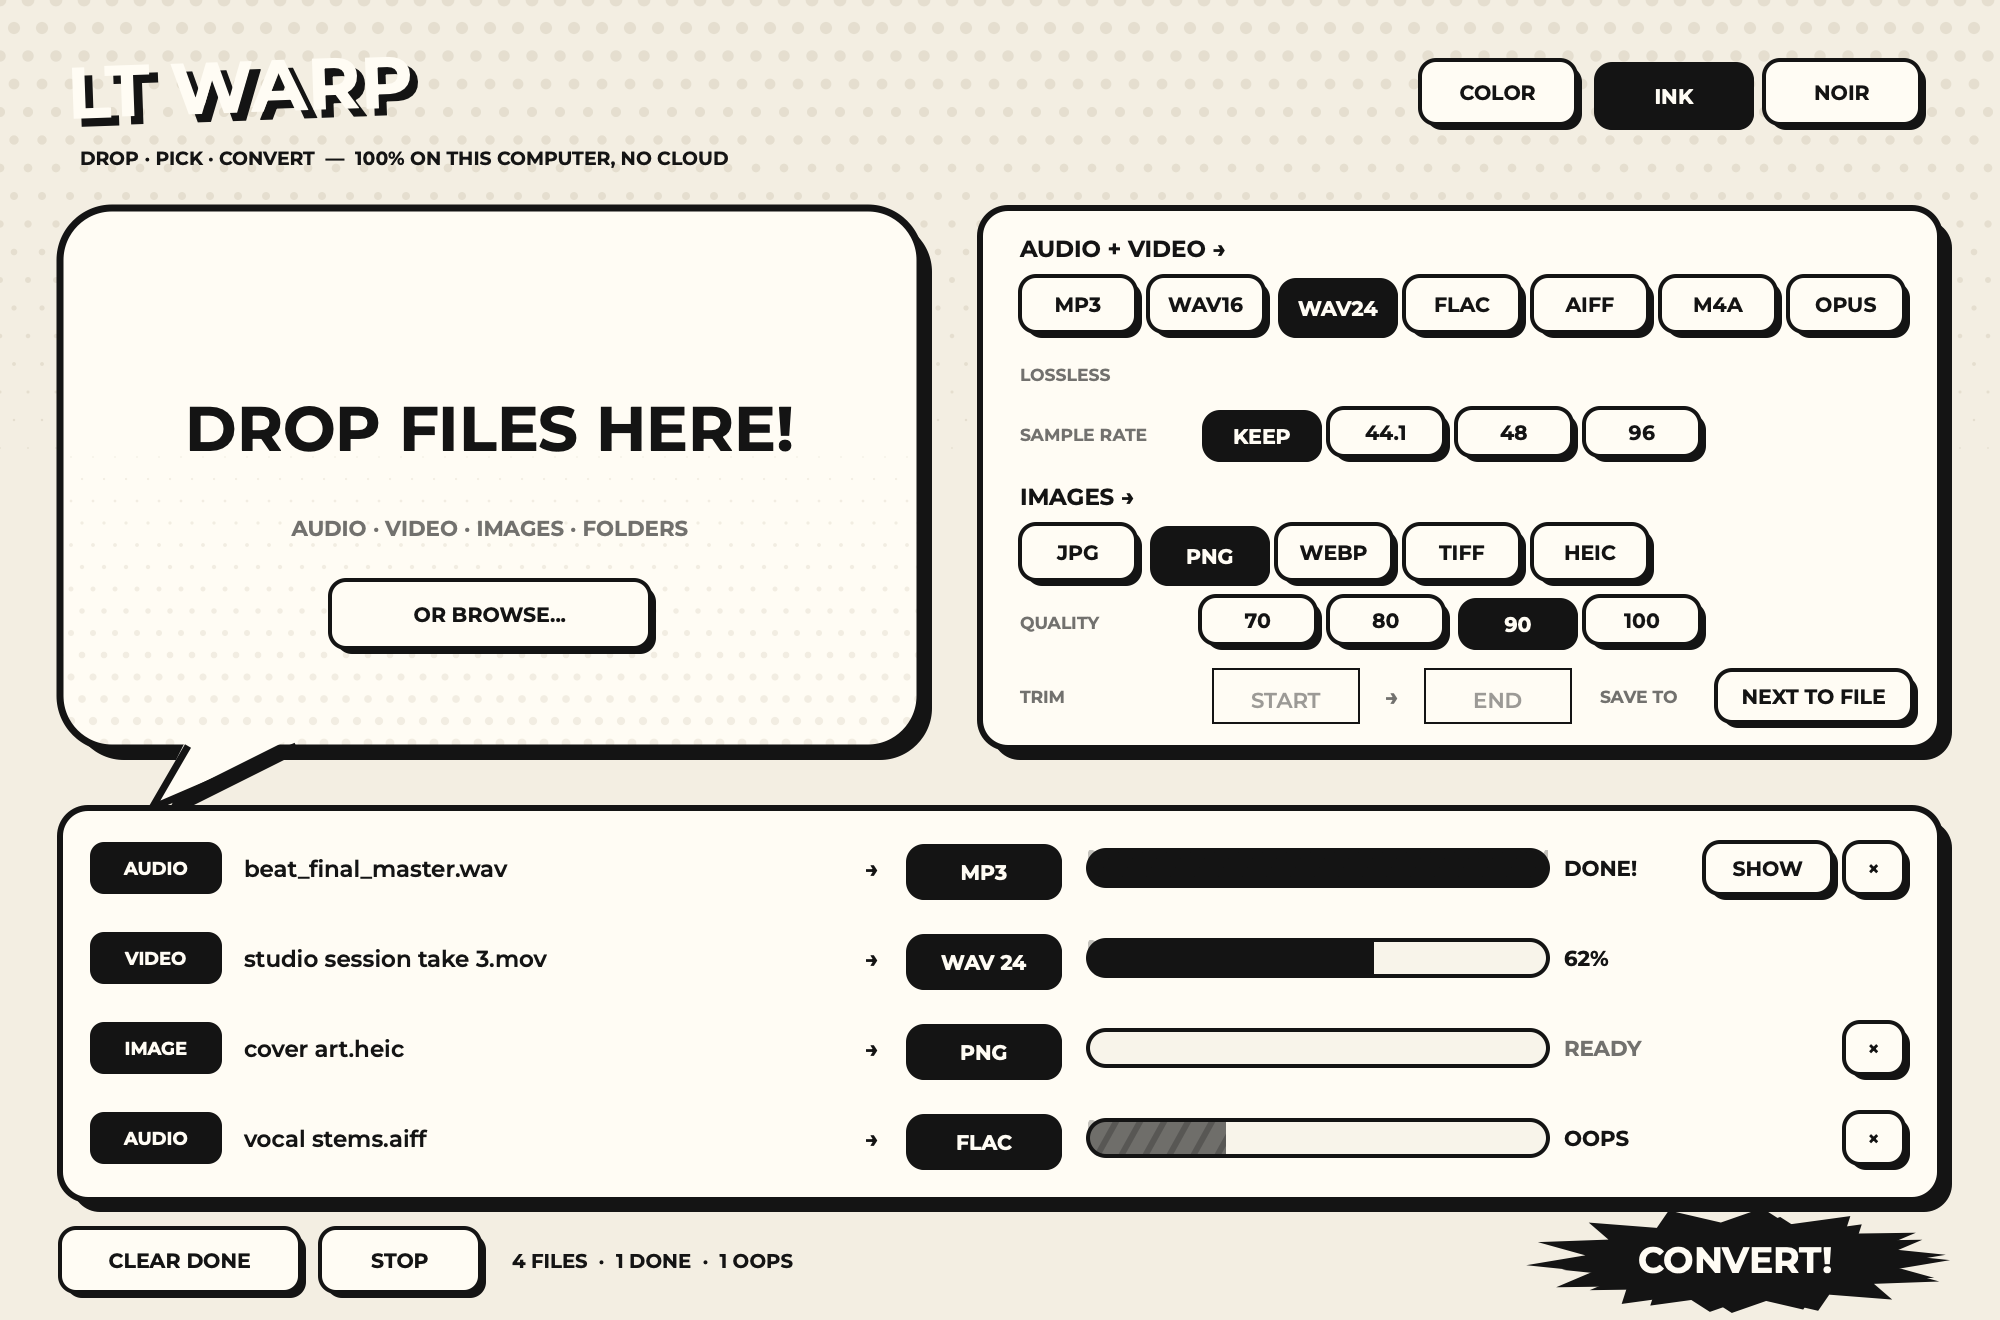 LT WARP
COLOR INK NOIR
DROP · PICK · CONVERT — 100% ON THIS COMPUTER, NO CLOUD
DROP FILES HERE!
AUDIO · VIDEO · IMAGES · FOLDERS
OR BROWSE...
AUDIO + VIDEO →
MP3 WAV16 WAV24 FLAC AIFF M4A OPUS
LOSSLESS
SAMPLE RATE KEEP 44.1 48 96
IMAGES →
JPG PNG WEBP TIFF HEIC
QUALITY 70 80 90 100
TRIM START → END SAVE TO NEXT TO FILE
AUDIO beat_final_master.wav → MP3 DONE! SHOW ×
VIDEO studio session take 3.mov → WAV 24 62%
IMAGE cover art.heic → PNG READY ×
AUDIO vocal stems.aiff → FLAC OOPS ×
CLEAR DONE STOP 4 FILES · 1 DONE · 1 OOPS CONVERT!